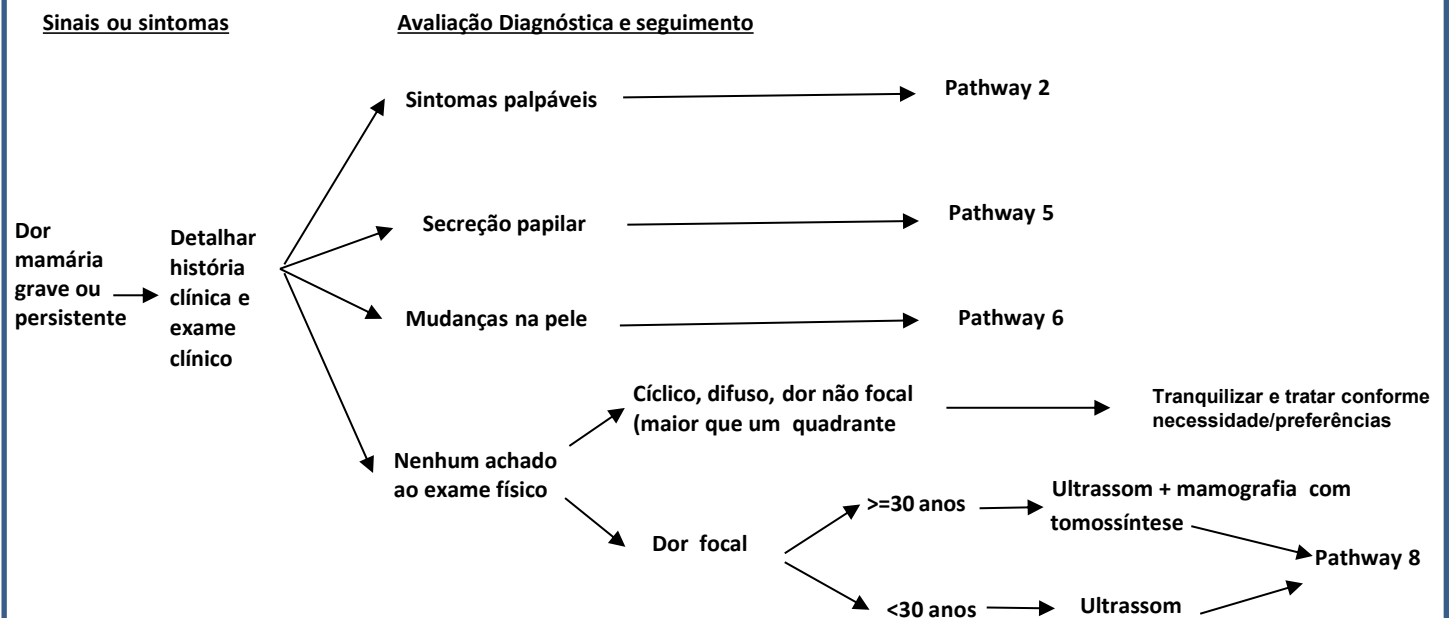 Sinais ou sintomas
Avaliação Diagnóstica e seguimento
Sintomas palpáveis
Pathway 2
Secreção papilar
Pathway 5
Dor
mamária
grave ou
persistente
Detalhar
história
clínica e
exame
clínico
Mudanças na pele
Pathway 6
Cíclico, difuso, dor não focal
(maior que um quadrante
Tranquilizar e tratar conforme
necessidade/preferências
Nenhum achado
ao exame físico
Dor focal
>=30 anos
Ultrassom + mamografia com
tomossíntese
Pathway 8
<30 anos
Ultrassom